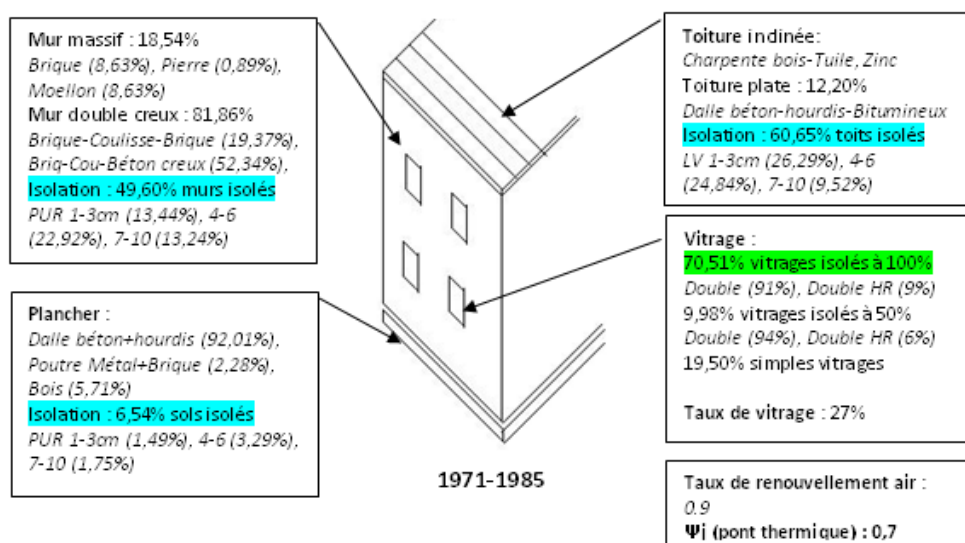 Mur massif : 18,54%
Brique (8,63%), Pierre (0,89%),
Moellon (8,63%)
Mur double creux : 81,86%
Brique-Coulisse-Brique (19,37%),
Briq-Cou-Béton creux (52,34%),
Isolation : 49,60% murs isolés
PUR 1-3cm (13,44%), 4-6
(22,92%), 7-10 (13,24%)
Plancher :
Dalle béton+hourdis (92,01%),
Poutre Métal+Brique (2,28%),
Bois (5,71%)
Isolation : 6,54% sols isolés
PUR 1-3cm (1,49%), 4-6 (3,29%),
7-10 (1,75%)
1971-1985
Toiture inclinée:
Charpente bois-Tuile, Zinc
Toiture plate : 12,20%
Dalle béton-hourdis-Bitumineux
Isolation : 60,65% toits isolés
LV 1-3cm (26,29%), 4-6
(24,84%), 7-10 (9,52%)
Vitrage :
70,51% vitrages isolés à 100%
Double (91%), Double HR (9%)
9,98% vitrages isolés à 50%
Double (94%), Double HR (6%)
19,50% simples vitrages
Taux de vitrage : 27%
Taux de renouvellement air :
0.9
Ψj (pont thermique) : 0,7